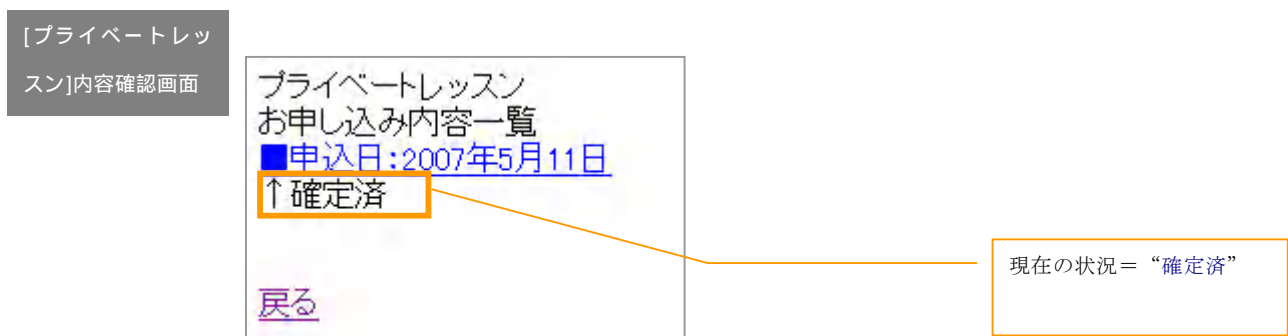 [プライベートレッ
スン]内容確認画面
プライベートレッスン
お申し込み内容一覧
■申込日:2007年5月11日
↑確定済
戻る
現在の状況＝“確定済”